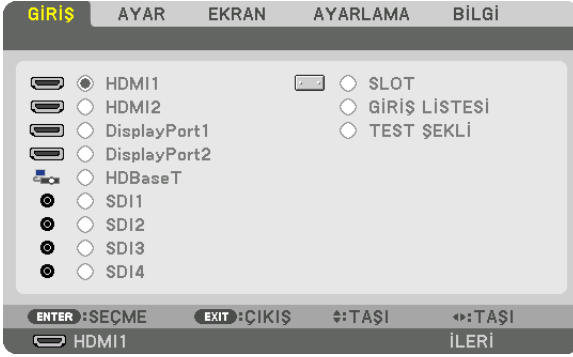 GİRİŞ AYAR EKRAN AYARLAMA BİLGİ
HDMI1 SLOT
HDMI2 GİRİŞ LİSTESİ
DisplayPort1 TEST ŞEKLİ
DisplayPort2
HDBaseT
SDI1
SDI2
SDI3
SDI4
ENTER :SEÇME EXIT :ÇIKIŞ :TAŞI :TAŞI
HDMI1 İLERİ